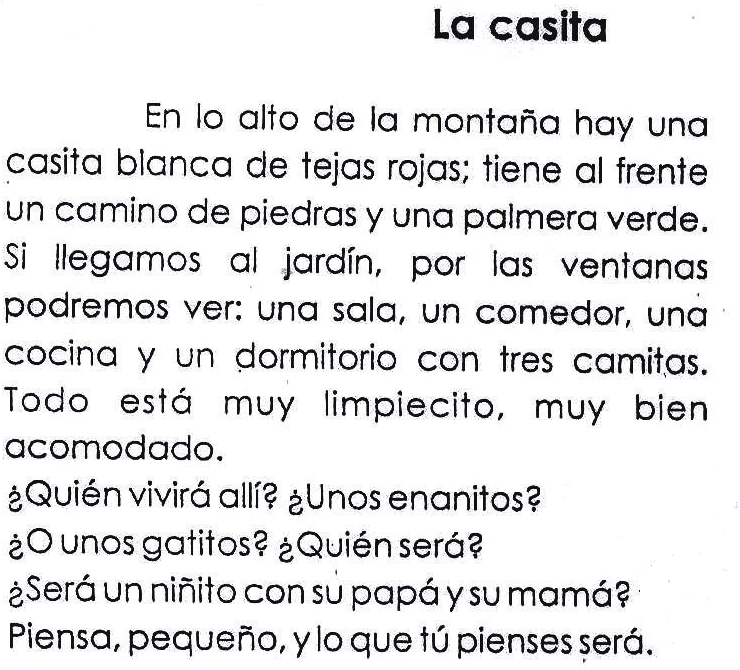 La casita
En lo alto de la montaña hay una
casita blanca de tejas rojas; tiene al frente
un camino de piedras y una palmera verde.
Si llegamos al jardín, por las ventanas
podremos ver: una sala, un comedor, una
cocina y un dormitorio con tres camitas.
Todo está muy limpiecito, muy bien
acomodado.
¿Quién vivirá allí? ¿Unos enanitos?
¿O unos gatitos? ¿Quién será?
¿Será un niñito con su papá y su mamá?
Piensa, pequeño, y lo que tú pienses será.